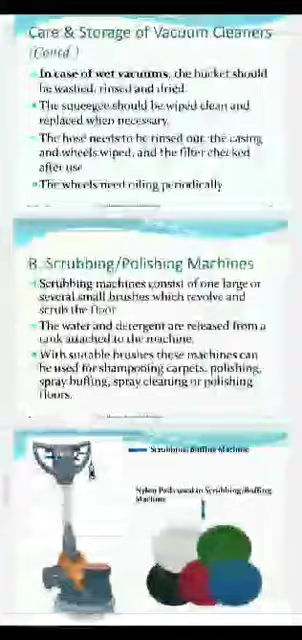 Care & Storage of Vacuum Cleaners
(Contd.)
In case of wet vacuums, the bucket should
be washed, rinsed and dried.
The squeegee should be wiped clean and
replaced when necessary.
The hose needs to be rinsed out, the casing
and wheels wiped, and the filter checked
after use
The wheels need oiling periodically
B. Scrubbing/Polishing Machines
Scrubbing machines consist of one large or
several small brushes which revolve and
scrub the floor
The water and detergent are released from a
tank attached to the machine.
With suitable brushes these machines can
be used for shampooing carpets, polishing,
spray buffing, spray cleaning or polishing
floors.
Scrubbing/Buffing Machine
Nylon Pads used in Scrubbing/Buffing
Machine